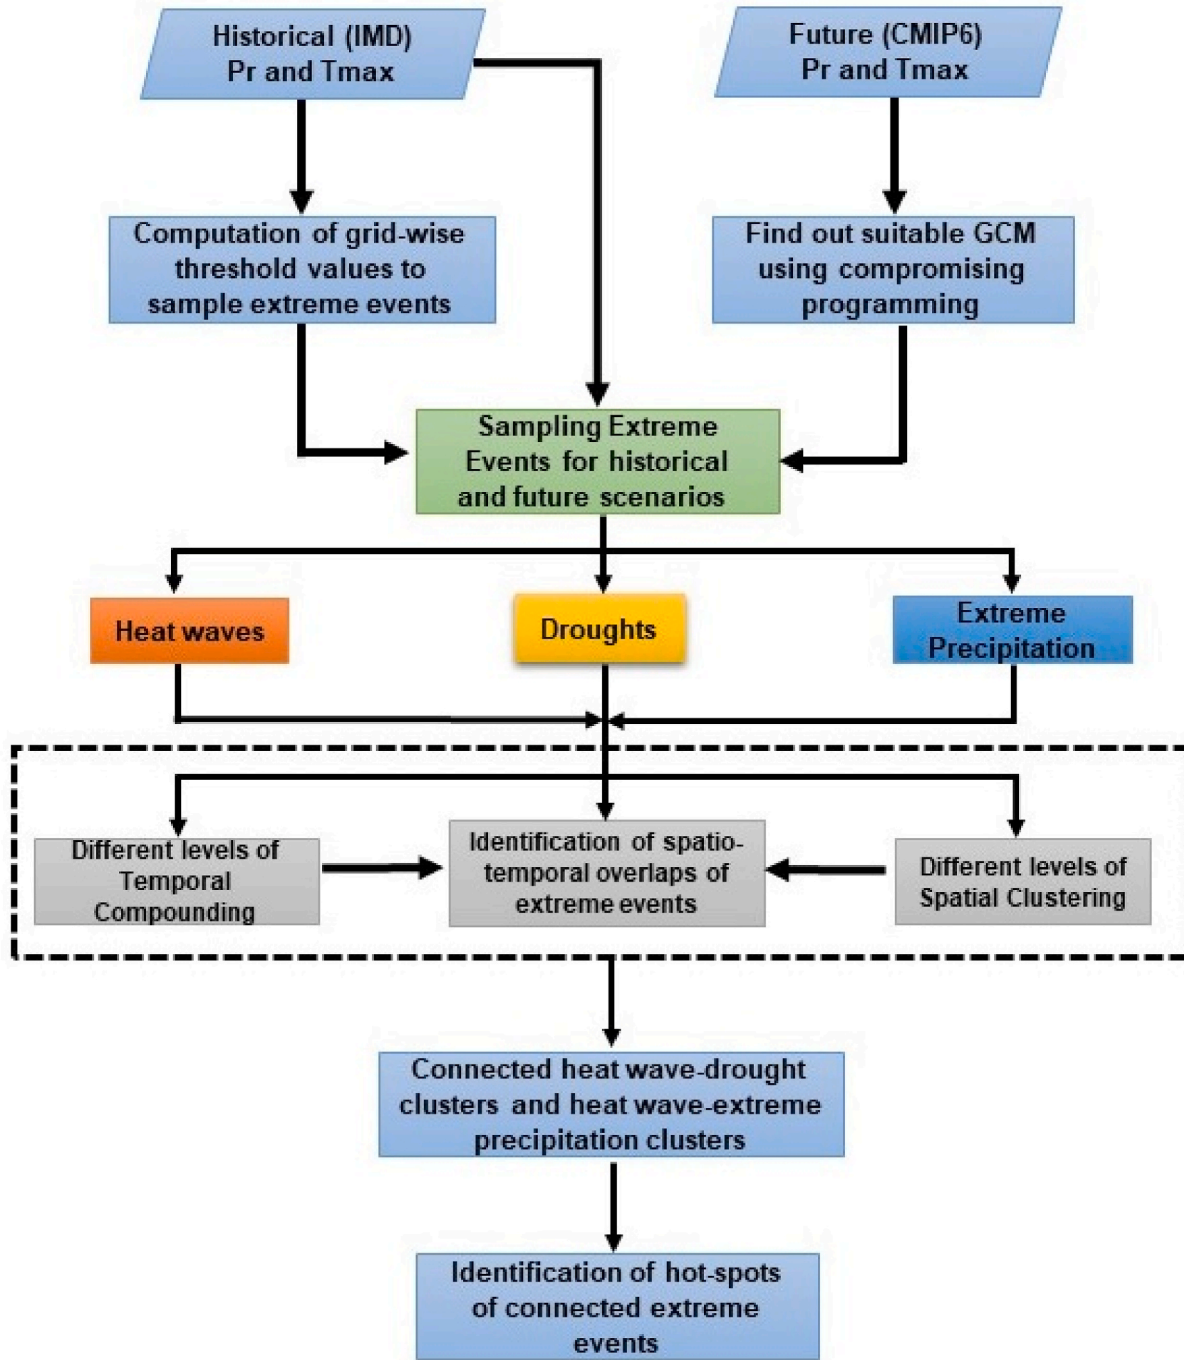 Historical (IMD)
Pr and Tmax
Future (CMIP6)
Pr and Tmax
Computation of grid-wise
threshold values to
sample extreme events
Find out suitable GCM
using compromising
programming
Sampling Extreme
Events for historical
and future scenarios
Heat waves
Droughts
Extreme
Precipitation
Different levels of
Temporal
Compounding
Identification of spatio-
temporal overlaps of
extreme events
Different levels of
Spatial Clustering
Connected heat wave-drought
clusters and heat wave-extreme
precipitation clusters
Identification of hot-spots
of connected extreme
events